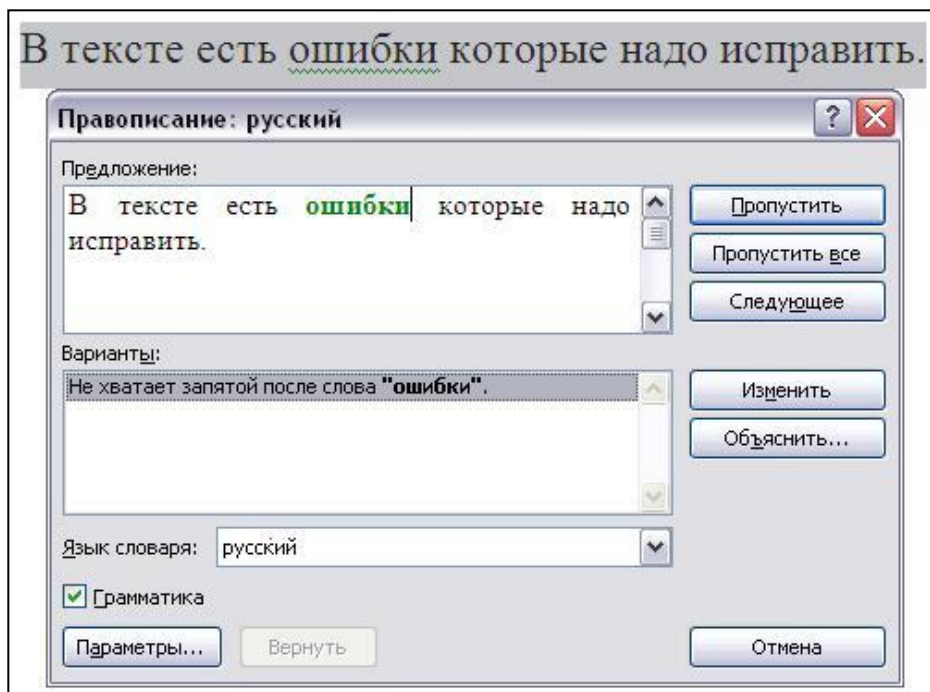 В тексте есть ошибки которые надо исправить.
Правописание: русский
Предложение:
В тексте есть ошибки которые надо
исправить.
Пропустить
Пропустить все
Следующее
Варианты:
Не хватает запятой после слова "ошибки".
Изменить
Объяснить...
Язык словаря: русский
Грамматика
Параметры... Вернуть Отмена